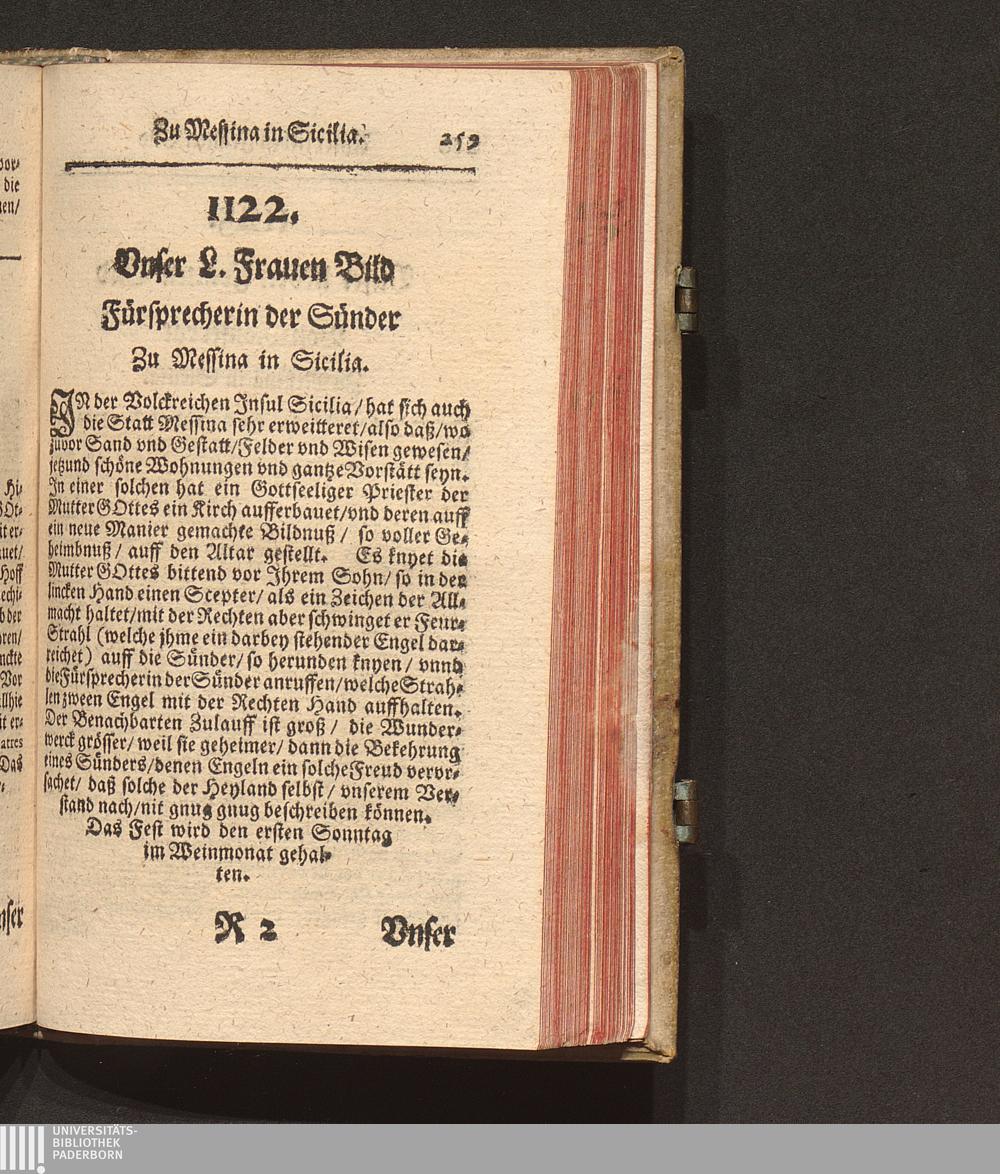 Zu Messina in Sicilia. 259
1122.
Vnser L. Frauen Bild
Fürsprecherin der Sünder
Zu Messina in Sicilia.
IN der Volckreichen Insul Sicilia/ hat sich auch
die Statt Messina sehr erweitteret/also daß/wo
zuvor Sand vnd Gestatt/Felder vnd Wisen gewesen/
jetzund schöne Wohnungen vnd gantze Vorstätt seyn.
In einer solchen hat ein Gottseeliger Priester der
Mutter GOttes ein Kirch aufferbauet/vnd deren auff
ein neue Manier gemachte Bildnuß / so voller Ge-
heimbnuß/ auff den Altar gestellt. Es knyet die
Mutter GOttes bittend vor Ihrem Sohn/ so in der
lincken Hand einen Scepter/ als ein Zeichen der All-
macht haltet/mit der Rechten aber schwinget er Feur-
Strahl (welche jhme ein darbey stehender Engel dar-
reichet) auff die Sünder/ so herunden knyen / vnnd
die Fürsprecherin der Sünder anruffen/welche Strah-
len zween Engel mit der Rechten Hand auffhalten.
Der Benachbarten Zulauff ist groß / die Wunder-
werck grösser/ weil sie geheimer/ dann die Bekehrung
eines Sünders/denen Engeln ein solche Freud verur-
sachet/ daß solche der Heyland selbst/ vnserem Ver-
stand nach/nit gnug gnug beschreiben können.
Das Fest wird den ersten Sonntag
im Weinmonat gehal-
ten.
R 2 Vnser
UNIVERSITÄTS-
BIBLIOTHEK
PADERBORN